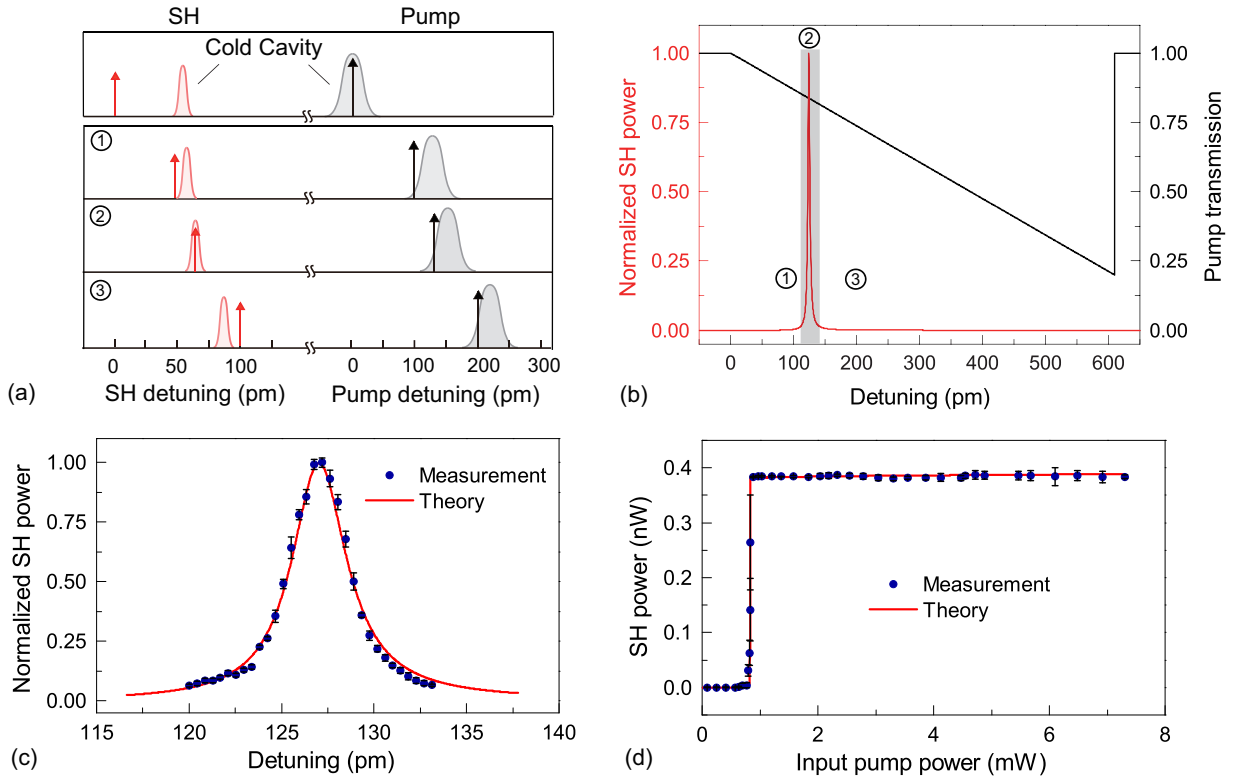 SH Pump
Cold Cavity
①
②
③
0 50 100 0 100 200 300
SH detuning (pm) Pump detuning (pm)
(a)
②
1.00 1.00
0.75 0.75
0.50 0.50
0.25 0.25
0.00 0.00
① ③
Normalized SH power
Pump transmission
0 100 200 300 400 500 600
Detuning (pm)
(b)
1.00
0.75
0.50
0.25
0.00
Normalized SH power
Measurement
Theory
115 120 125 130 135 140
Detuning (pm)
(c)
0.4
0.3
0.2
0.1
0.0
SH power (nW)
Measurement
Theory
0 2 4 6 8
Input pump power (mW)
(d)